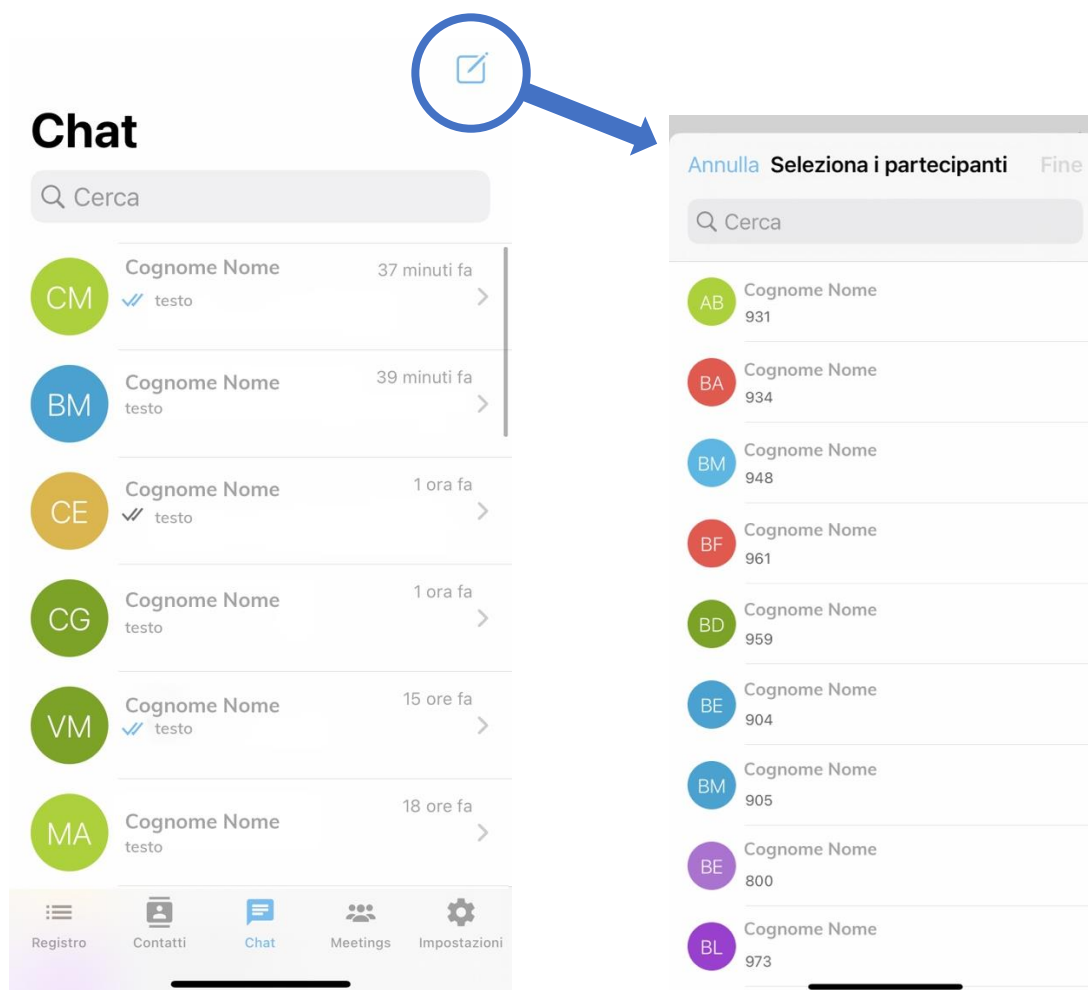 Chat
Cerca
CM
Cognome Nome
37 minuti fa
testo
BM
Cognome Nome
39 minuti fa
testo
CE
Cognome Nome
1 ora fa
testo
CG
Cognome Nome
1 ora fa
testo
VM
Cognome Nome
15 ore fa
testo
MA
Cognome Nome
18 ore fa
testo
Registro Contatti Chat Meetings Impostazioni
Annulla Seleziona i partecipanti Fine
Cerca
AB
Cognome Nome
931
BA
Cognome Nome
934
BM
Cognome Nome
948
BF
Cognome Nome
961
BD
Cognome Nome
959
BE
Cognome Nome
904
BM
Cognome Nome
905
BE
Cognome Nome
800
BL
Cognome Nome
973